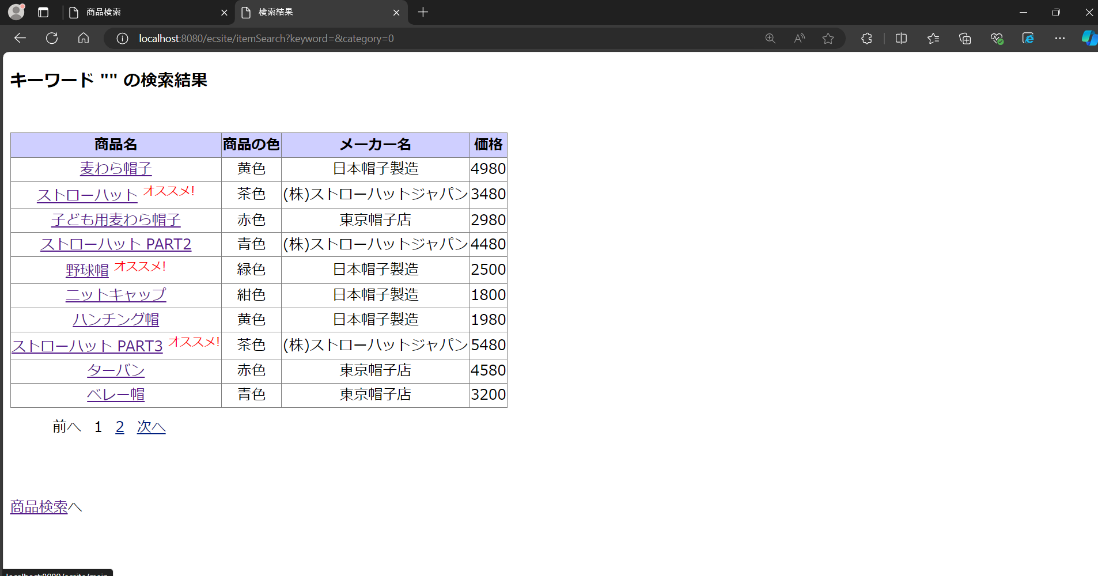 商品検索
検索結果
localhost:8080/ecsite/itemSearch?keyword=&category=0
キーワード "" の検索結果
商品名 商品の色 メーカー名 価格
麦わら帽子 黄色 日本帽子製造 4980
ストローハット オススメ! 茶色 (株)ストローハットジャパン 3480
子ども用麦わら帽子 赤色 東京帽子店 2980
ストローハット PART2 青色 (株)ストローハットジャパン 4480
野球帽 オススメ! 緑色 日本帽子製造 2500
ニットキャップ 紺色 日本帽子製造 1800
ハンチング帽 黄色 日本帽子製造 1980
ストローハット PART3 オススメ! 茶色 (株)ストローハットジャパン 5480
ターバン 赤色 東京帽子店 4580
ベレー帽 青色 東京帽子店 3200
前へ 1 2 次へ
商品検索へ